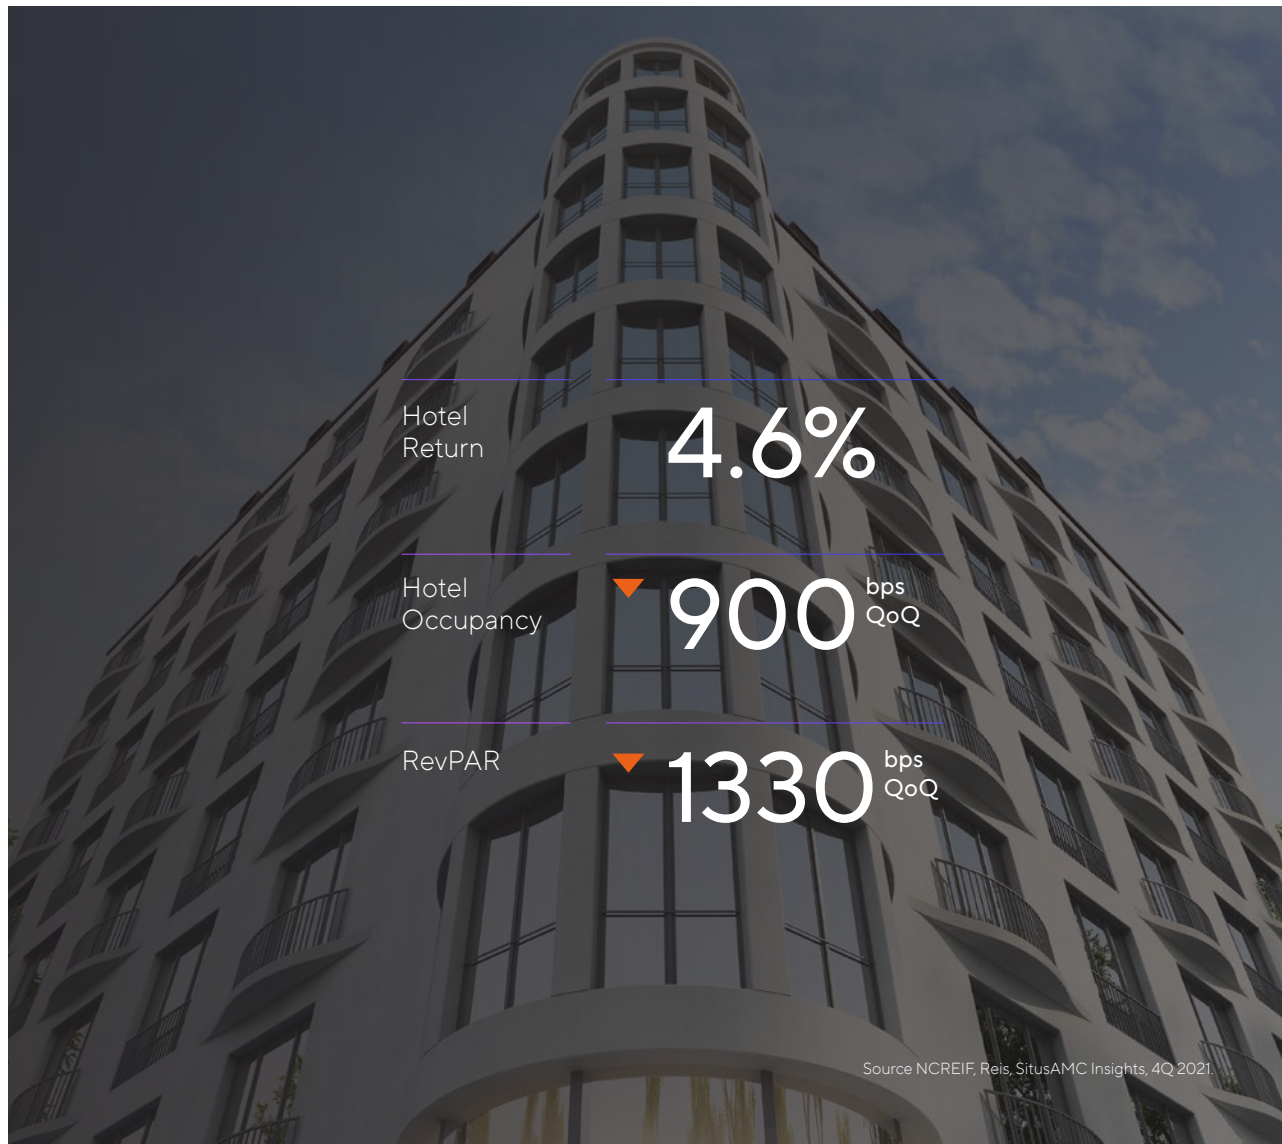 Hotel
Return
4.6%
Hotel
Occupancy
900 bps
QoQ
RevPAR
1330 bps
QoQ
Source NCREIF, Reis, SitusAMC Insights, 4Q 2021.